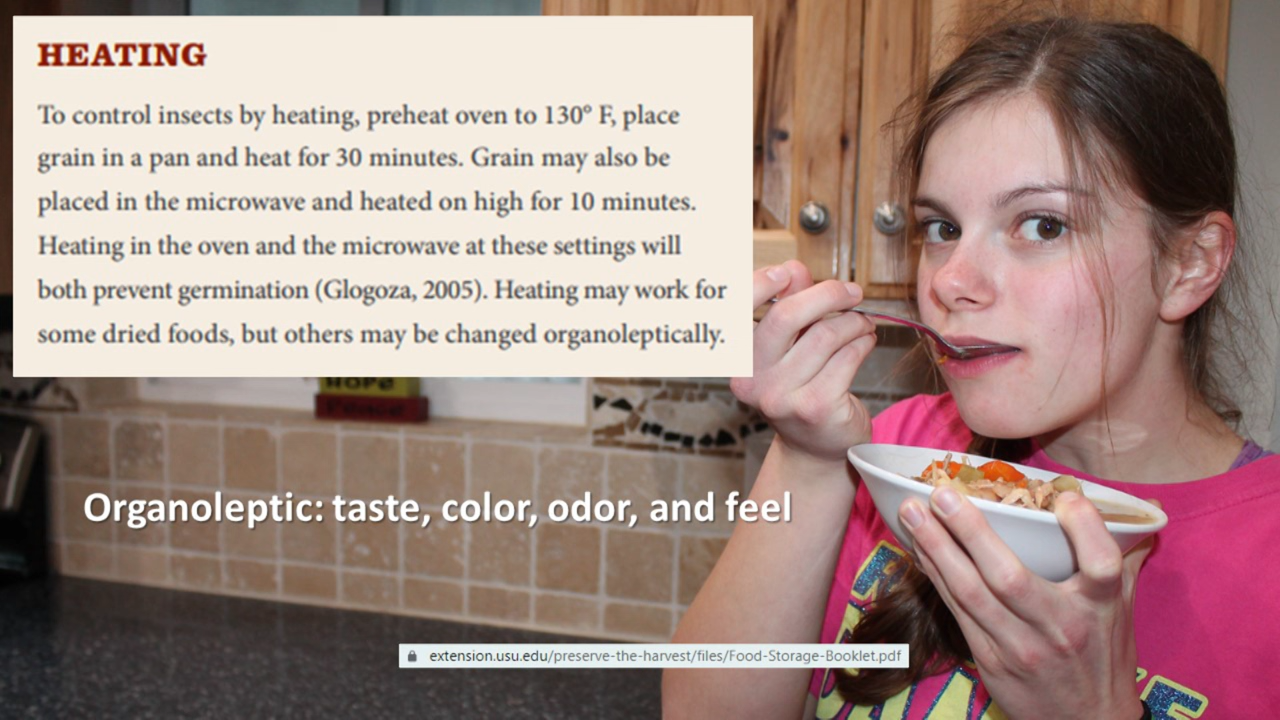 HEATING
To control insects by heating, preheat oven to 130° F, place
grain in a pan and heat for 30 minutes. Grain may also be
placed in the microwave and heated on high for 10 minutes.
Heating in the oven and the microwave at these settings will
both prevent germination (Glogoza, 2005). Heating may work for
some dried foods, but others may be changed organoleptically.
HOPE
Organoleptic: taste, color, odor, and feel
extension.usu.edu/preserve-the-harvest/files/Food-Storage-Booklet.pdf